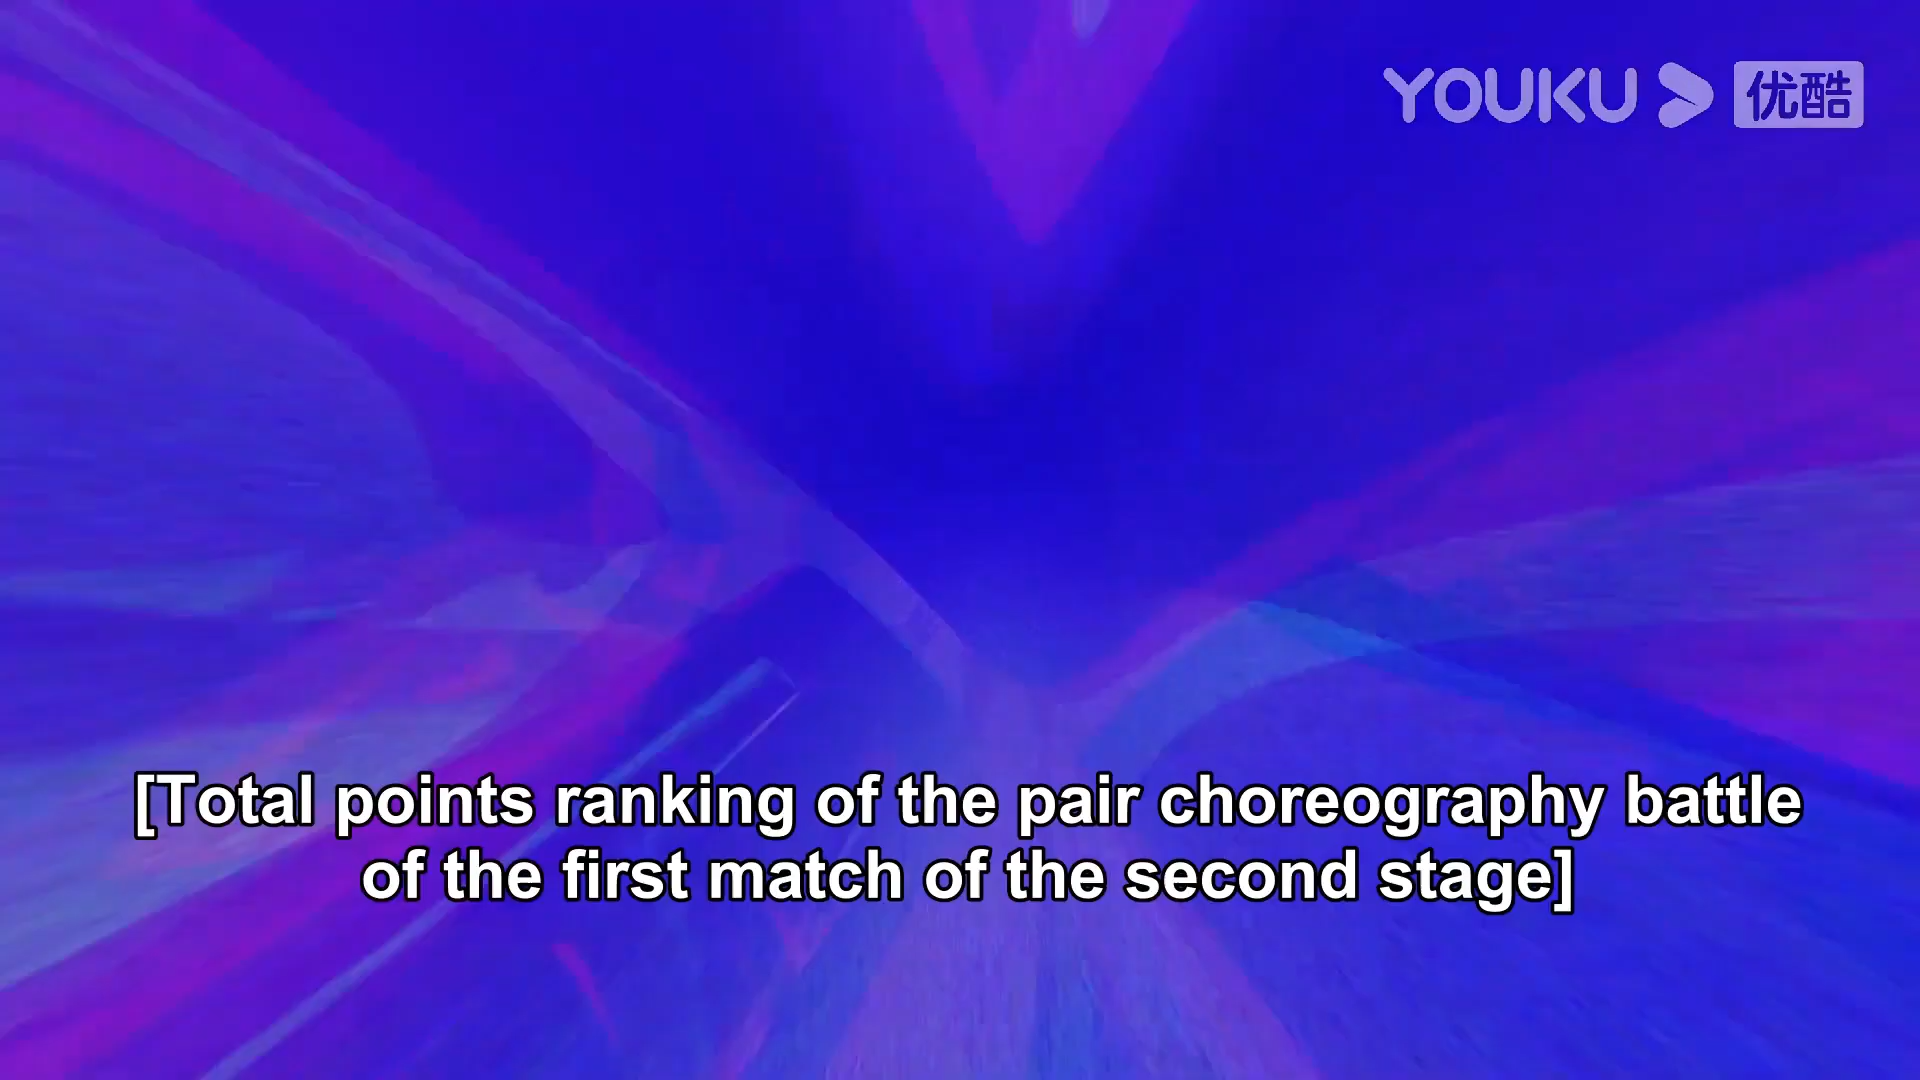 YOUKU 优酷
[Total points ranking of the pair choreography battle
of the first match of the second stage]